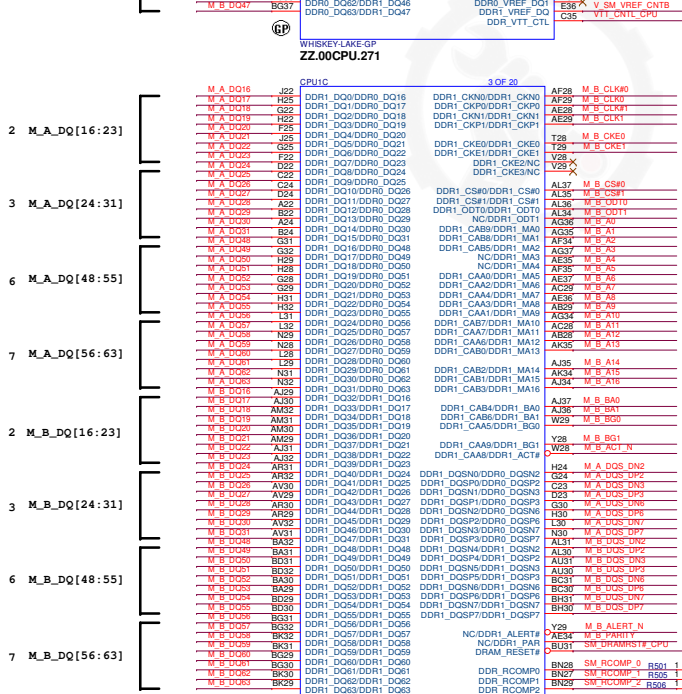 M_B_DQ47 BG37 DDR0_DQ62/DDR1_DQ46 DDR0_VREF_DQ1 E36 V_SM_VREF_CNTB
DDR0_DQ63/DDR1_DQ47 DDR1_VREF_DQ C35 VTT_CNTL_CPU
DDR_VTT_CTL
GP
WHISKEY-LAKE-GP
ZZ.00CPU.271
CPU1C 3 OF 20
2 M_A_DQ[16:23]
3 M_A_DQ[24:31]
6 M_A_DQ[48:55]
7 M_A_DQ[56:63]
2 M_B_DQ[16:23]
3 M_B_DQ[24:31]
6 M_B_DQ[48:55]
7 M_B_DQ[56:63]
M_A_DQ16 J22 DDR1_DQ0/DDR0_DQ16
M_A_DQ17 H25 DDR1_DQ1/DDR0_DQ17
M_A_DQ18 G22 DDR1_DQ2/DDR0_DQ18
M_A_DQ19 H22 DDR1_DQ3/DDR0_DQ19
M_A_DQ20 F25 DDR1_DQ4/DDR0_DQ20
M_A_DQ21 J25 DDR1_DQ5/DDR0_DQ21
M_A_DQ22 G25 DDR1_DQ6/DDR0_DQ22
M_A_DQ23 F22 DDR1_DQ7/DDR0_DQ23
M_A_DQ24 D22 DDR1_DQ8/DDR0_DQ24
M_A_DQ25 C22 DDR1_DQ9/DDR0_DQ25
M_A_DQ26 C24 DDR1_DQ10/DDR0_DQ26
M_A_DQ27 D24 DDR1_DQ11/DDR0_DQ27
M_A_DQ28 A22 DDR1_DQ12/DDR0_DQ28
M_A_DQ29 B22 DDR1_DQ13/DDR0_DQ29
M_A_DQ30 A24 DDR1_DQ14/DDR0_DQ30
M_A_DQ31 B24 DDR1_DQ15/DDR0_DQ31
M_A_DQ48 G31 DDR1_DQ16/DDR0_DQ48
M_A_DQ49 G32 DDR1_DQ17/DDR0_DQ49
M_A_DQ50 H29 DDR1_DQ18/DDR0_DQ50
M_A_DQ51 H28 DDR1_DQ19/DDR0_DQ51
M_A_DQ52 G28 DDR1_DQ20/DDR0_DQ52
M_A_DQ53 G29 DDR1_DQ21/DDR0_DQ53
M_A_DQ54 H31 DDR1_DQ22/DDR0_DQ54
M_A_DQ55 H32 DDR1_DQ23/DDR0_DQ55
M_A_DQ56 L31 DDR1_DQ24/DDR0_DQ56
M_A_DQ57 L32 DDR1_DQ25/DDR0_DQ57
M_A_DQ58 N29 DDR1_DQ26/DDR0_DQ58
M_A_DQ59 N28 DDR1_DQ27/DDR0_DQ59
M_A_DQ60 L28 DDR1_DQ28/DDR0_DQ60
M_A_DQ61 L29 DDR1_DQ29/DDR0_DQ61
M_A_DQ62 N31 DDR1_DQ30/DDR0_DQ62
M_A_DQ63 N32 DDR1_DQ31/DDR0_DQ63
M_B_DQ16 AJ29 DDR1_DQ32/DDR1_DQ16
M_B_DQ17 AJ30 DDR1_DQ33/DDR1_DQ17
M_B_DQ18 AM32 DDR1_DQ34/DDR1_DQ18
M_B_DQ19 AM31 DDR1_DQ35/DDR1_DQ19
M_B_DQ20 AM30 DDR1_DQ36/DDR1_DQ20
M_B_DQ21 AM29 DDR1_DQ37/DDR1_DQ21
M_B_DQ22 AJ31 DDR1_DQ38/DDR1_DQ22
M_B_DQ23 AJ32 DDR1_DQ39/DDR1_DQ23
M_B_DQ24 AR31 DDR1_DQ40/DDR1_DQ24
M_B_DQ25 AR32 DDR1_DQ41/DDR1_DQ25
M_B_DQ26 AV30 DDR1_DQ42/DDR1_DQ26
M_B_DQ27 AV29 DDR1_DQ43/DDR1_DQ27
M_B_DQ28 AR30 DDR1_DQ44/DDR1_DQ28
M_B_DQ29 AR29 DDR1_DQ45/DDR1_DQ29
M_B_DQ30 AV32 DDR1_DQ46/DDR1_DQ30
M_B_DQ31 AV31 DDR1_DQ47/DDR1_DQ31
M_B_DQ48 BA32 DDR1_DQ48/DDR1_DQ48
M_B_DQ49 BA31 DDR1_DQ49/DDR1_DQ49
M_B_DQ50 BD31 DDR1_DQ50/DDR1_DQ50
M_B_DQ51 BD32 DDR1_DQ51/DDR1_DQ51
M_B_DQ52 BA30 DDR1_DQ52/DDR1_DQ52
M_B_DQ53 BA29 DDR1_DQ53/DDR1_DQ53
M_B_DQ54 BD29 DDR1_DQ54/DDR1_DQ54
M_B_DQ55 BD30 DDR1_DQ55/DDR1_DQ55
M_B_DQ56 BG31 DDR1_DQ56/DDR1_DQ56
M_B_DQ57 BG32 DDR1_DQ57/DDR1_DQ57
M_B_DQ58 BK32 DDR1_DQ58/DDR1_DQ58
M_B_DQ59 BK31 DDR1_DQ59/DDR1_DQ59
M_B_DQ60 BG29 DDR1_DQ60/DDR1_DQ60
M_B_DQ61 BG30 DDR1_DQ61/DDR1_DQ61
M_B_DQ62 BK30 DDR1_DQ62/DDR1_DQ62
M_B_DQ63 BK29 DDR1_DQ63/DDR1_DQ63
DDR1_CKN0/DDR1_CKN0 AF28 M_B_CLK#0
DDR1_CKP0/DDR1_CKP0 AF29 M_B_CLK0
DDR1_CKN1/DDR1_CKN1 AE28 M_B_CLK#1
DDR1_CKP1/DDR1_CKP1 AE29 M_B_CLK1
DDR1_CKE0/DDR1_CKE0 T28 M_B_CKE0
DDR1_CKE1/DDR1_CKE1 T29 M_B_CKE1
DDR1_CKE2/NC V28
DDR1_CKE3/NC V29
DDR1_CS#0/DDR1_CS#0 AL37 M_B_CS#0
DDR1_CS#1/DDR1_CS#1 AL35 M_B_CS#1
DDR1_ODT0/DDR1_ODT0 AL36 M_B_ODT0
NC/DDR1_ODT1 AL34 M_B_ODT1
DDR1_CAB9/DDR1_MA0 AG36 M_B_A0
DDR1_CAB8/DDR1_MA1 AG35 M_B_A1
DDR1_CAB5/DDR1_MA2 AF34 M_B_A2
NC/DDR1_MA3 AG37 M_B_A3
NC/DDR1_MA4 AE35 M_B_A4
DDR1_CAA0/DDR1_MA5 AF35 M_B_A5
DDR1_CAA2/DDR1_MA6 AE37 M_B_A6
DDR1_CAA4/DDR1_MA7 AC29 M_B_A7
DDR1_CAA3/DDR1_MA8 AE36 M_B_A8
DDR1_CAA1/DDR1_MA9 AB29 M_B_A9
DDR1_CAB7/DDR1_MA10 AG34 M_B_A10
DDR1_CAA7/DDR1_MA11 AC28 M_B_A11
DDR1_CAA6/DDR1_MA12 AB28 M_B_A12
DDR1_CAB0/DDR1_MA13 AK35 M_B_A13
DDR1_CAB2/DDR1_MA14 AJ35 M_B_A14
DDR1_CAB1/DDR1_MA15 AK34 M_B_A15
DDR1_CAB3/DDR1_MA16 AJ34 M_B_A16
DDR1_CAB4/DDR1_BA0 AJ37 M_B_BA0
DDR1_CAB6/DDR1_BA1 AJ36 M_B_BA1
DDR1_CAA5/DDR1_BG0 W29 M_B_BG0
DDR1_CAA9/DDR1_BG1 Y28 M_B_BG1
DDR1_CAA8/DDR1_ACT# W28 M_B_ACT_N
DDR1_DQSN0/DDR0_DQSN2 H24 M_A_DQS_DN2
DDR1_DQSP0/DDR0_DQSP2 G24 M_A_DQS_DP2
DDR1_DQSN1/DDR0_DQSN3 C23 M_A_DQS_DN3
DDR1_DQSP1/DDR0_DQSP3 D23 M_A_DQS_DP3
DDR1_DQSN2/DDR0_DQSN6 G30 M_A_DQS_DN6
DDR1_DQSP2/DDR0_DQSP6 H30 M_A_DQS_DP6
DDR1_DQSN3/DDR0_DQSN7 L30 M_A_DQS_DN7
DDR1_DQSP3/DDR0_DQSP7 N30 M_A_DQS_DP7
DDR1_DQSN4/DDR1_DQSN2 AL31 M_B_DQS_DN2
DDR1_DQSP4/DDR1_DQSP2 AL30 M_B_DQS_DP2
DDR1_DQSN5/DDR1_DQSN3 AU31 M_B_DQS_DN3
DDR1_DQSP5/DDR1_DQSP3 AU30 M_B_DQS_DP3
DDR1_DQSN6/DDR1_DQSN6 BC31 M_B_DQS_DN6
DDR1_DQSP6/DDR1_DQSP6 BC30 M_B_DQS_DP6
DDR1_DQSN7/DDR1_DQSN7 BH31 M_B_DQS_DN7
DDR1_DQSP7/DDR1_DQSP7 BH30 M_B_DQS_DP7
NC/DDR1_ALERT# Y29 M_B_ALERT_N
NC/DDR1_PAR AE34 M_B_PARITY
DRAM_RESET# BU31 SM_DRAMRST#_CPU
DDR_RCOMP0 BN28 SM_RCOMP_0 R501 1
DDR_RCOMP1 BN27 SM_RCOMP_1 R505 1
DDR_RCOMP2 BN29 SM_RCOMP_2 R506 1